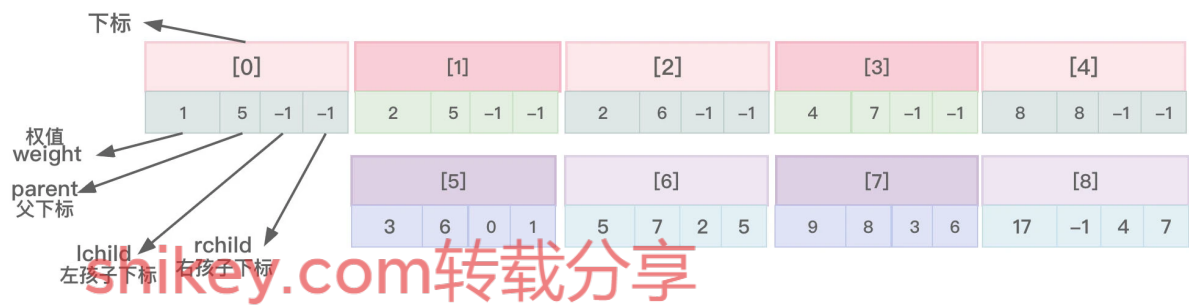 下标
[0] [1] [2] [3] [4]
1 5 -1 -1 2 5 -1 -1 2 6 -1 -1 4 7 -1 -1 8 8 -1 -1
权值
weight
parent
父下标
[5] [6] [7] [8]
3 6 0 1 5 7 2 5 9 8 3 6 17 -1 4 7
lchild
左孩子下标
rchild
右孩子下标
shikey.com转载分享